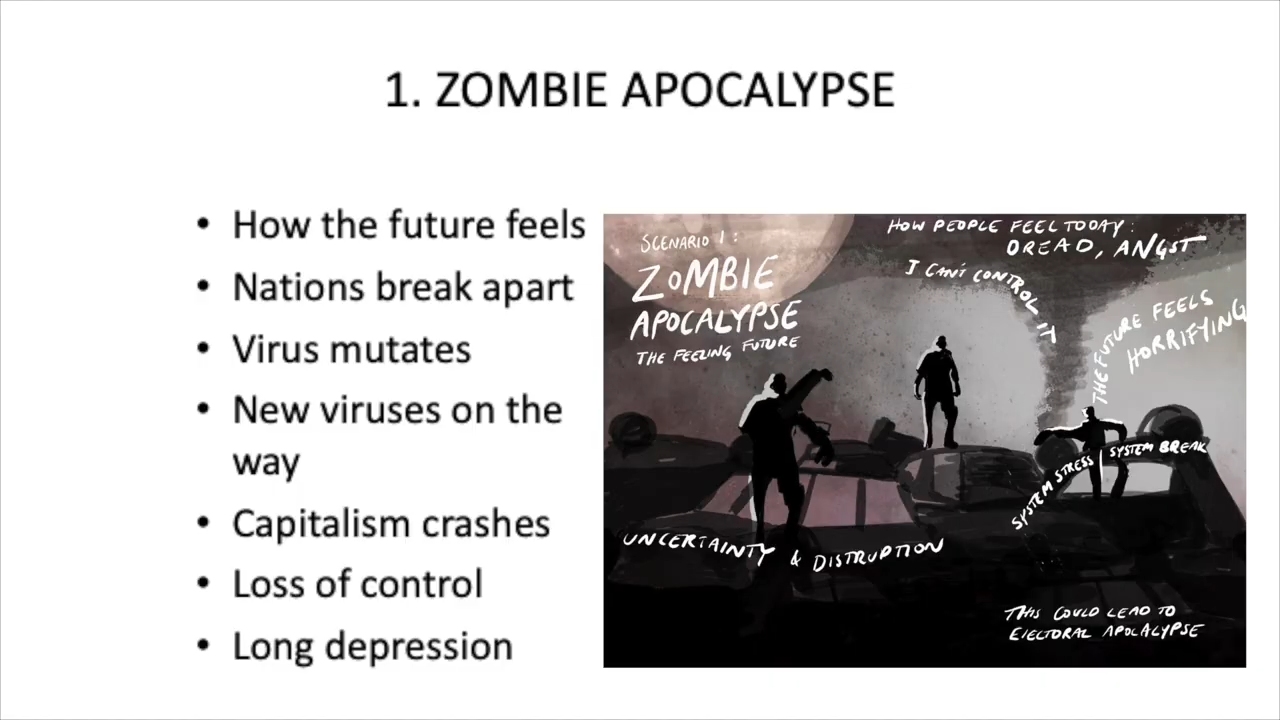 1. ZOMBIE APOCALYPSE
• How the future feels
• Nations break apart
• Virus mutates
• New viruses on the
way
• Capitalism crashes
• Loss of control
• Long depression
SCENARIO 1:
ZOMBIE
APOCALYPSE
THE FEELING FUTURE
HOW PEOPLE FEEL TODAY:
DREAD, ANGST
I CAN'T CONTROL IT
THE FUTURE FEELS
HORRIFYING
SYSTEM STRESS | SYSTEM BREAK
UNCERTAINTY & DISTRUPTION
THIS COULD LEAD TO
ElECTORAL APOCALYPSE